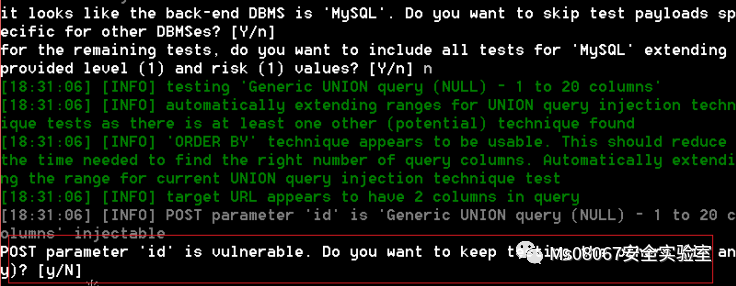 it looks like the back-end DBMS is 'MySQL'. Do you want to skip test payloads sp
ecific for other DBMSes? [Y/n]
for the remaining tests, do you want to include all tests for 'MySQL' extending
provided level (1) and risk (1) values? [Y/n] n
[18:31:06] [INFO] testing 'Generic UNION query (NULL) - 1 to 20 columns'
[18:31:06] [INFO] automatically extending ranges for UNION query injection techn
ique tests as there is at least one other (potential) technique found
[18:31:06] [INFO] 'ORDER BY' technique appears to be usable. This should reduce
the time needed to find the right number of query columns. Automatically extendi
ng the range for current UNION query injection technique test
[18:31:06] [INFO] target URL appears to have 2 columns in query
[18:31:06] [INFO] POST parameter 'id' is 'Generic UNION query (NULL) - 1 to 20 c
olumns' injectable
POST parameter 'id' is vulnerable. Do you want to keep an
y)? [y/N]
Ms08067安全实验室